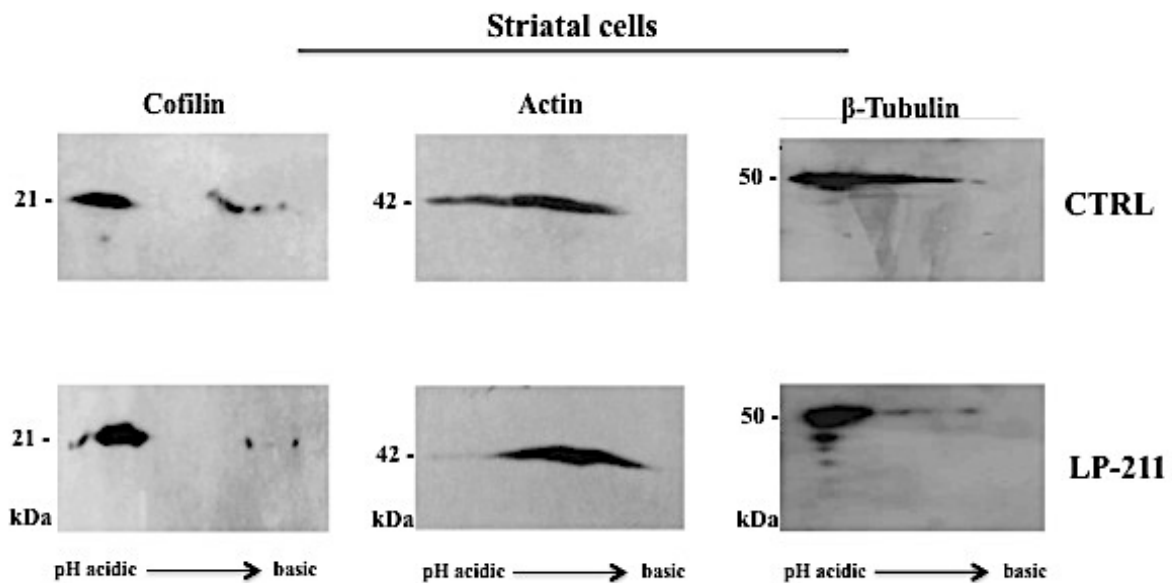 Striatal cells
Cofilin
Actin
β-Tubulin
21 -
42 -
50 -
CTRL
21 -
42 -
50 -
LP-211
kDa
kDa
pH acidic
basic
pH acidic
basic
pH acidic
basic